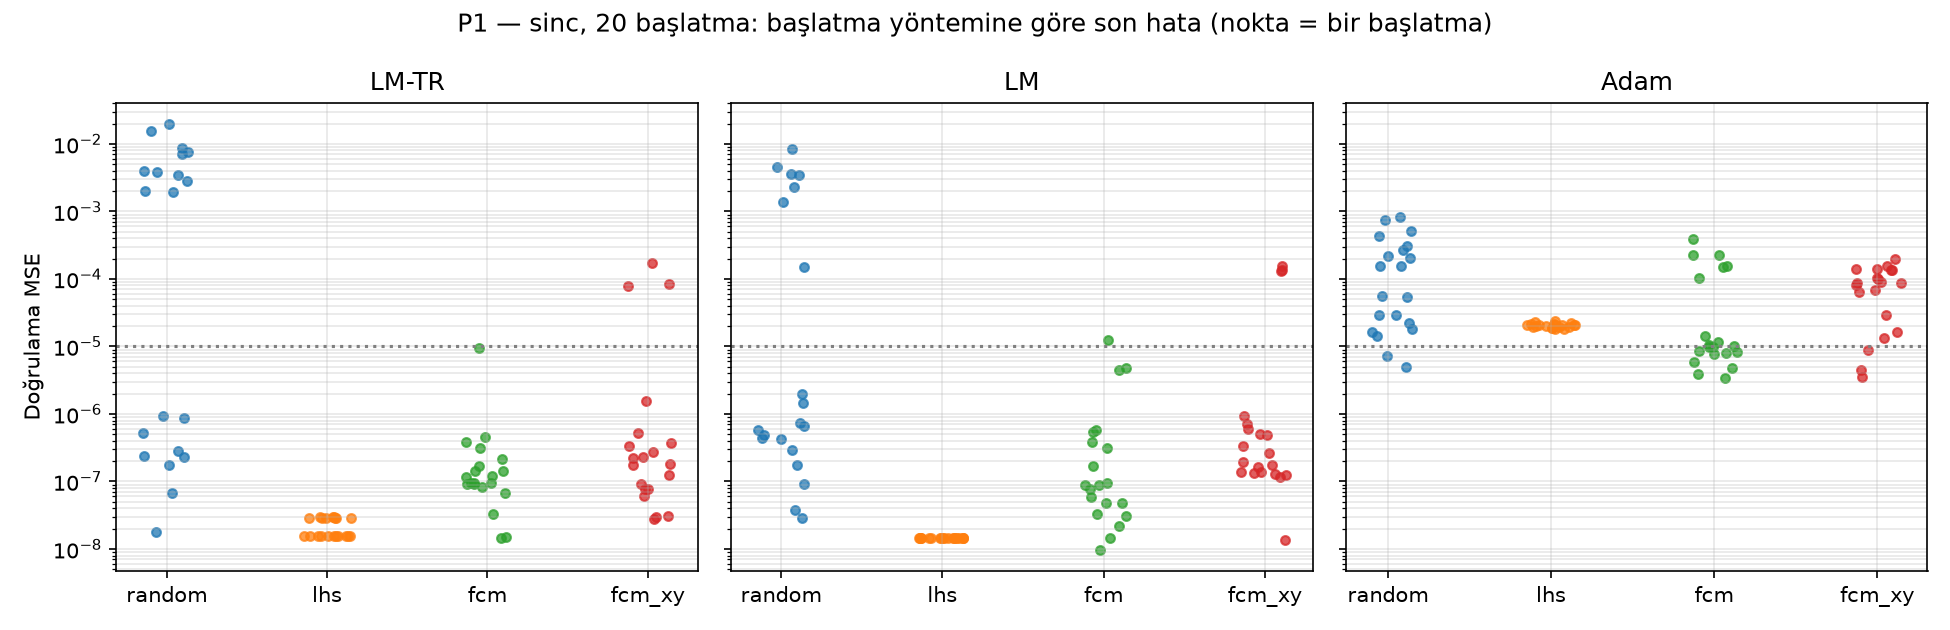 P1 — sinc, 20 başlatma: başlatma yöntemine göre son hata (nokta = bir başlatma)
LM-TR
LM
Adam
Doğrulama MSE
10⁻²
10⁻³
10⁻⁴
10⁻⁵
10⁻⁶
10⁻⁷
10⁻⁸
random lhs fcm fcm_xy
random lhs fcm fcm_xy
random lhs fcm fcm_xy